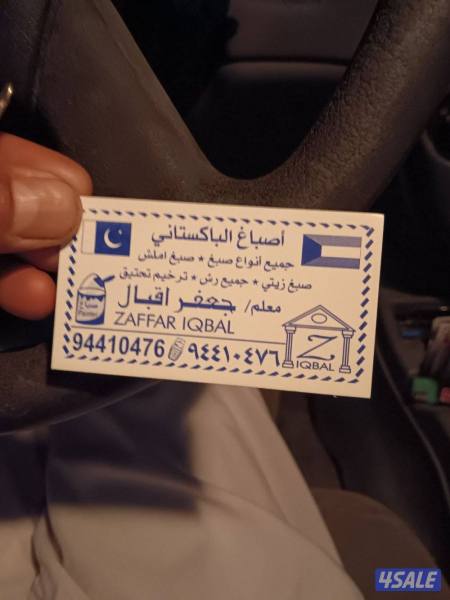 أصباغ الباكستاني
جميع أنواع صبغ * صبغ املش
صبغ زيتي * جميع رش * ترخيم تحتيق
معلم/ جعفر اقبال
ZAFFAR IQBAL
94410476 ٩٤٤١٠٤٧٦
Z
IQBAL
4SALE